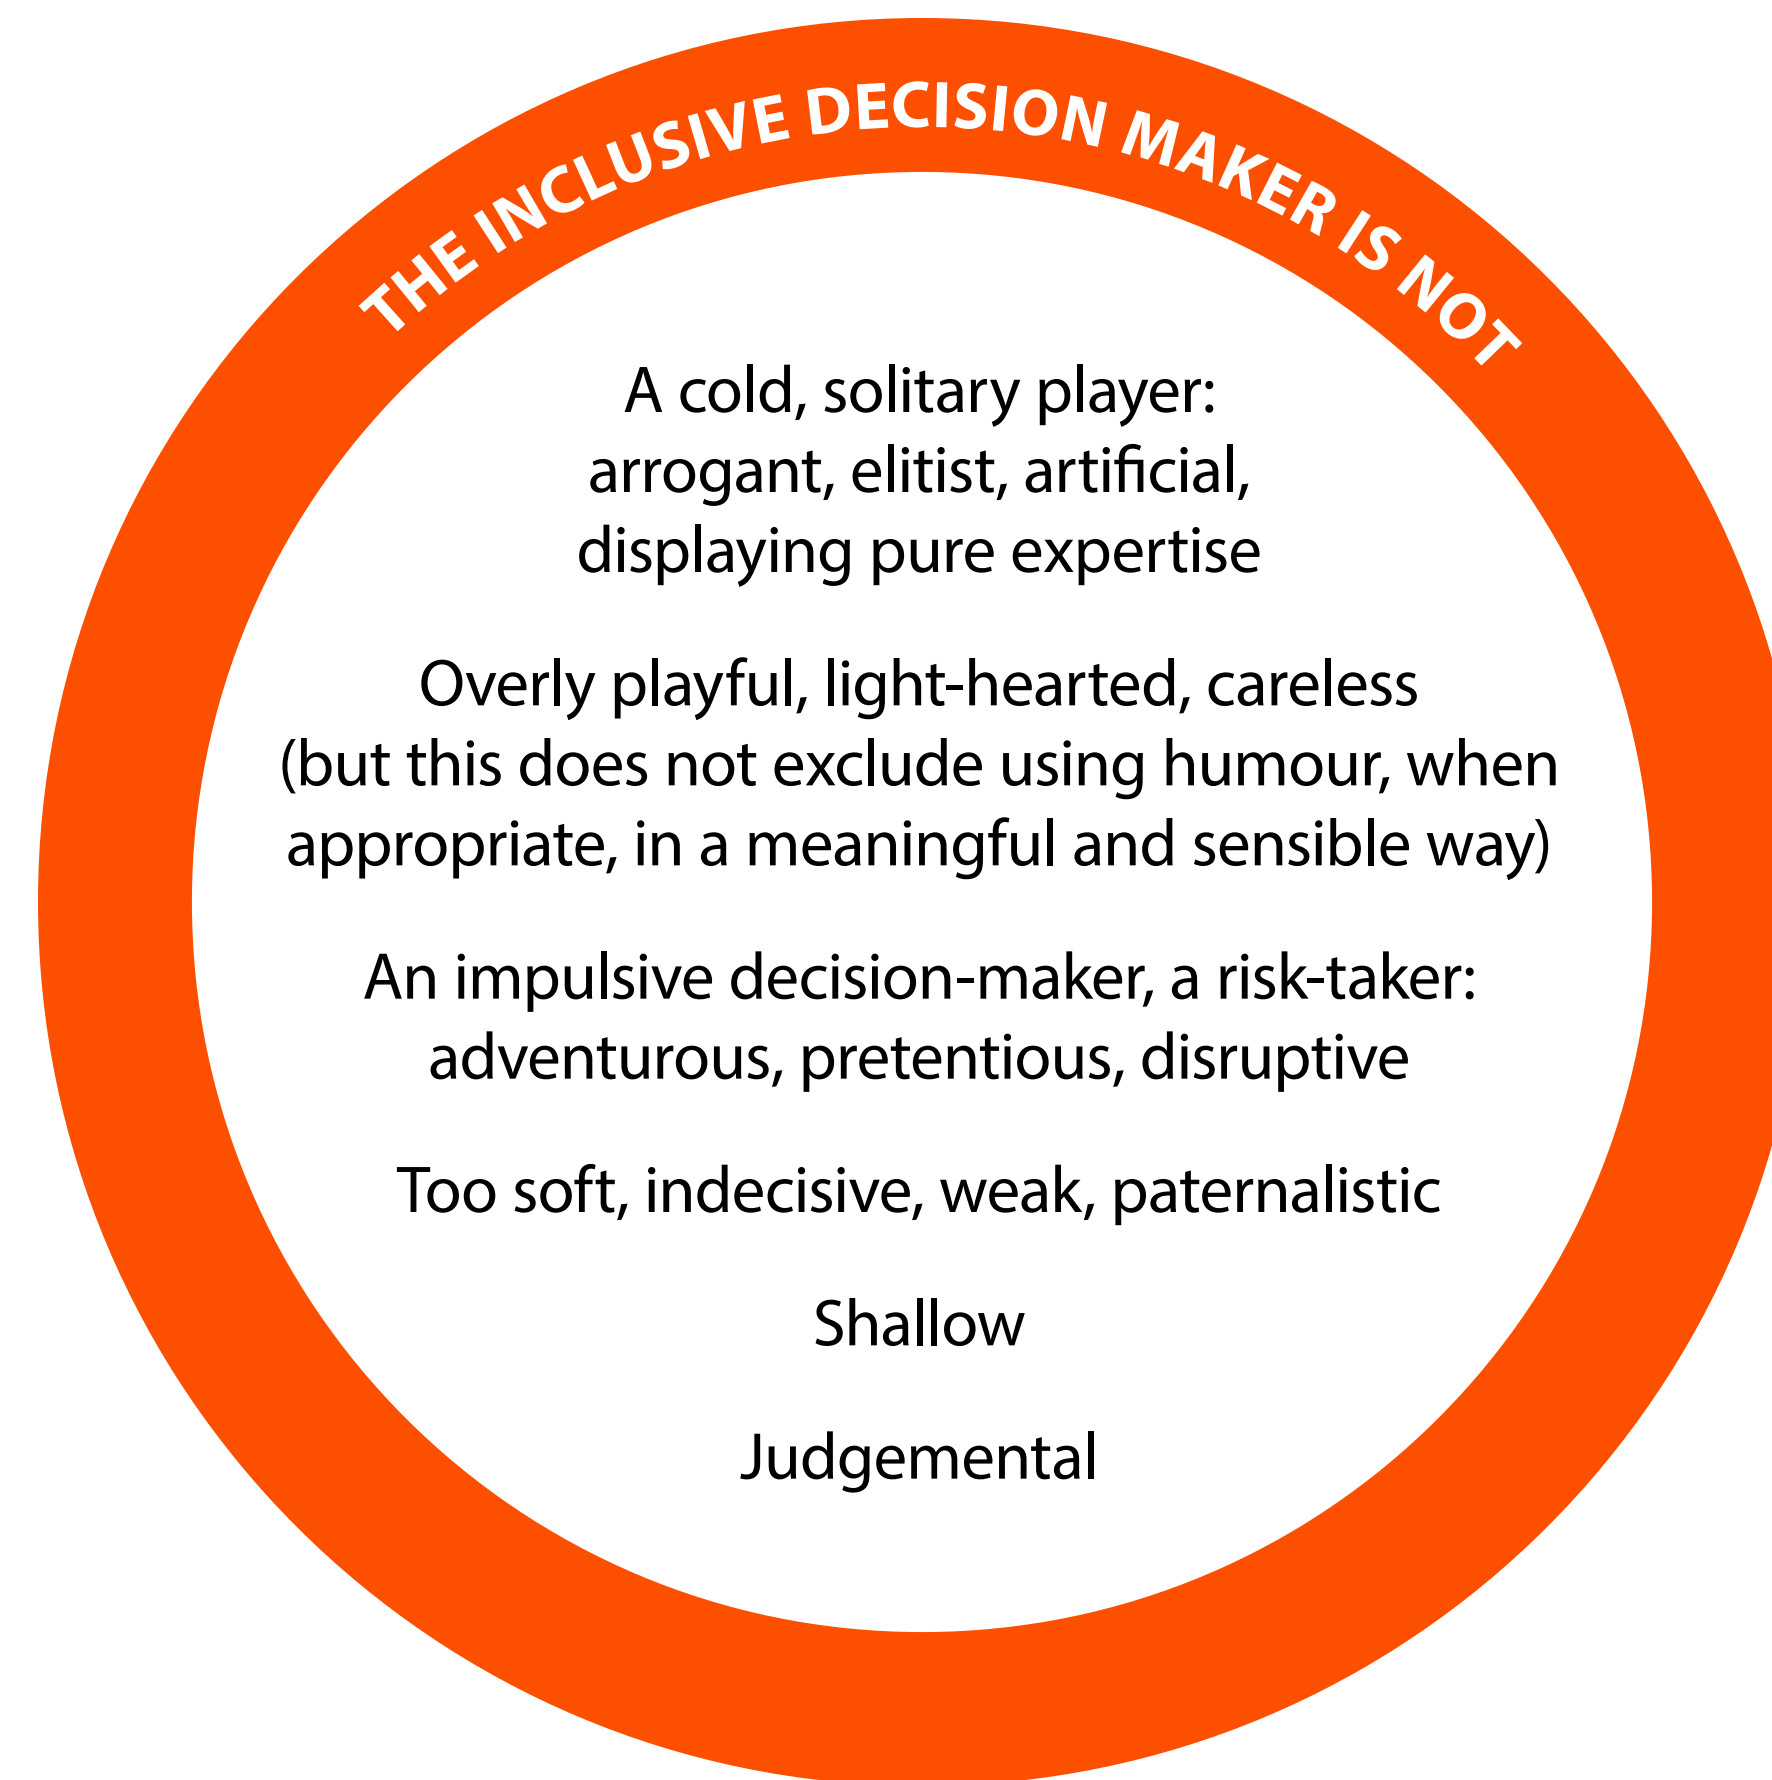 THE INCLUSIVE DECISION MAKER IS NOT
A cold, solitary player:
arrogant, elitist, artificial,
displaying pure expertise
Overly playful, light-hearted, careless
(but this does not exclude using humour, when
appropriate, in a meaningful and sensible way)
An impulsive decision-maker, a risk-taker:
adventurous, pretentious, disruptive
Too soft, indecisive, weak, paternalistic
Shallow
Judgemental